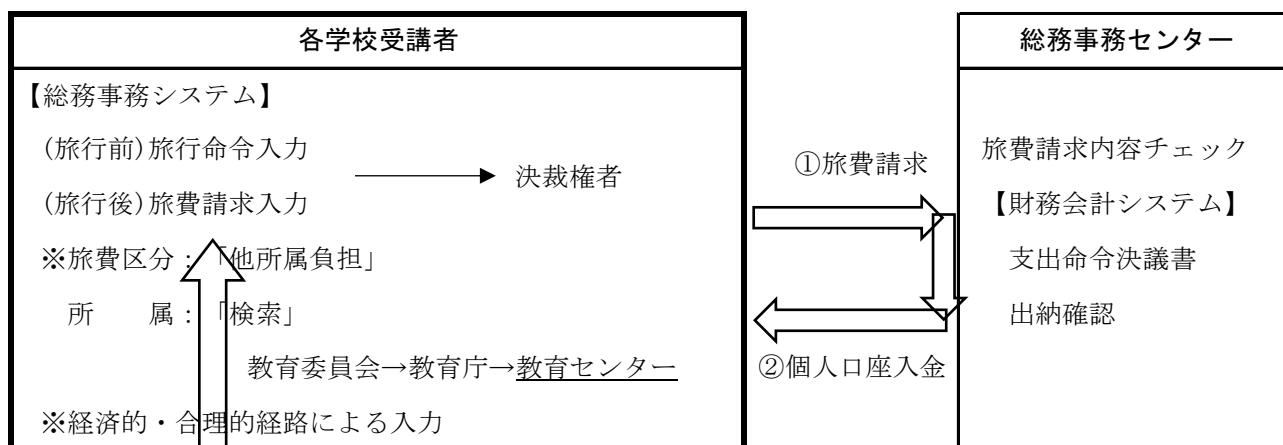 各学校受講者
【総務事務システム】
(旅行前)旅行命令入力
決裁権者
(旅行後)旅費請求入力
※旅費区分：「他所属負担」
所　　属：「検索」
教育委員会→教育庁→教育センター
※経済的・合理的経路による入力
①旅費請求
②個人口座入金
総務事務センター
旅費請求内容チェック
【財務会計システム】
支出命令決議書
出納確認